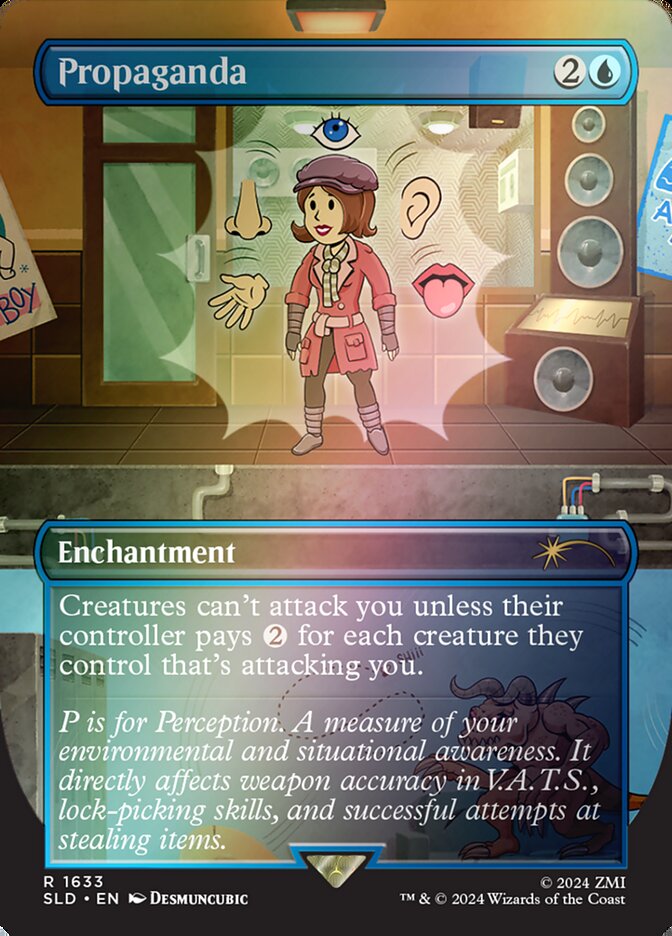 Propaganda 2
BOY
A
Enchantment
Creatures can't attack you unless their
controller pays 2 for each creature they
control that's attacking you.
P is for Perception. A measure of your
environmental and situational awareness. It
directly affects weapon accuracy in V.A.T.S.,
lock-picking skills, and successful attempts at
stealing items.
R 1633
SLD • EN Desmuncubic
© 2024 ZMI
™ & © 2024 Wizards of the Coast